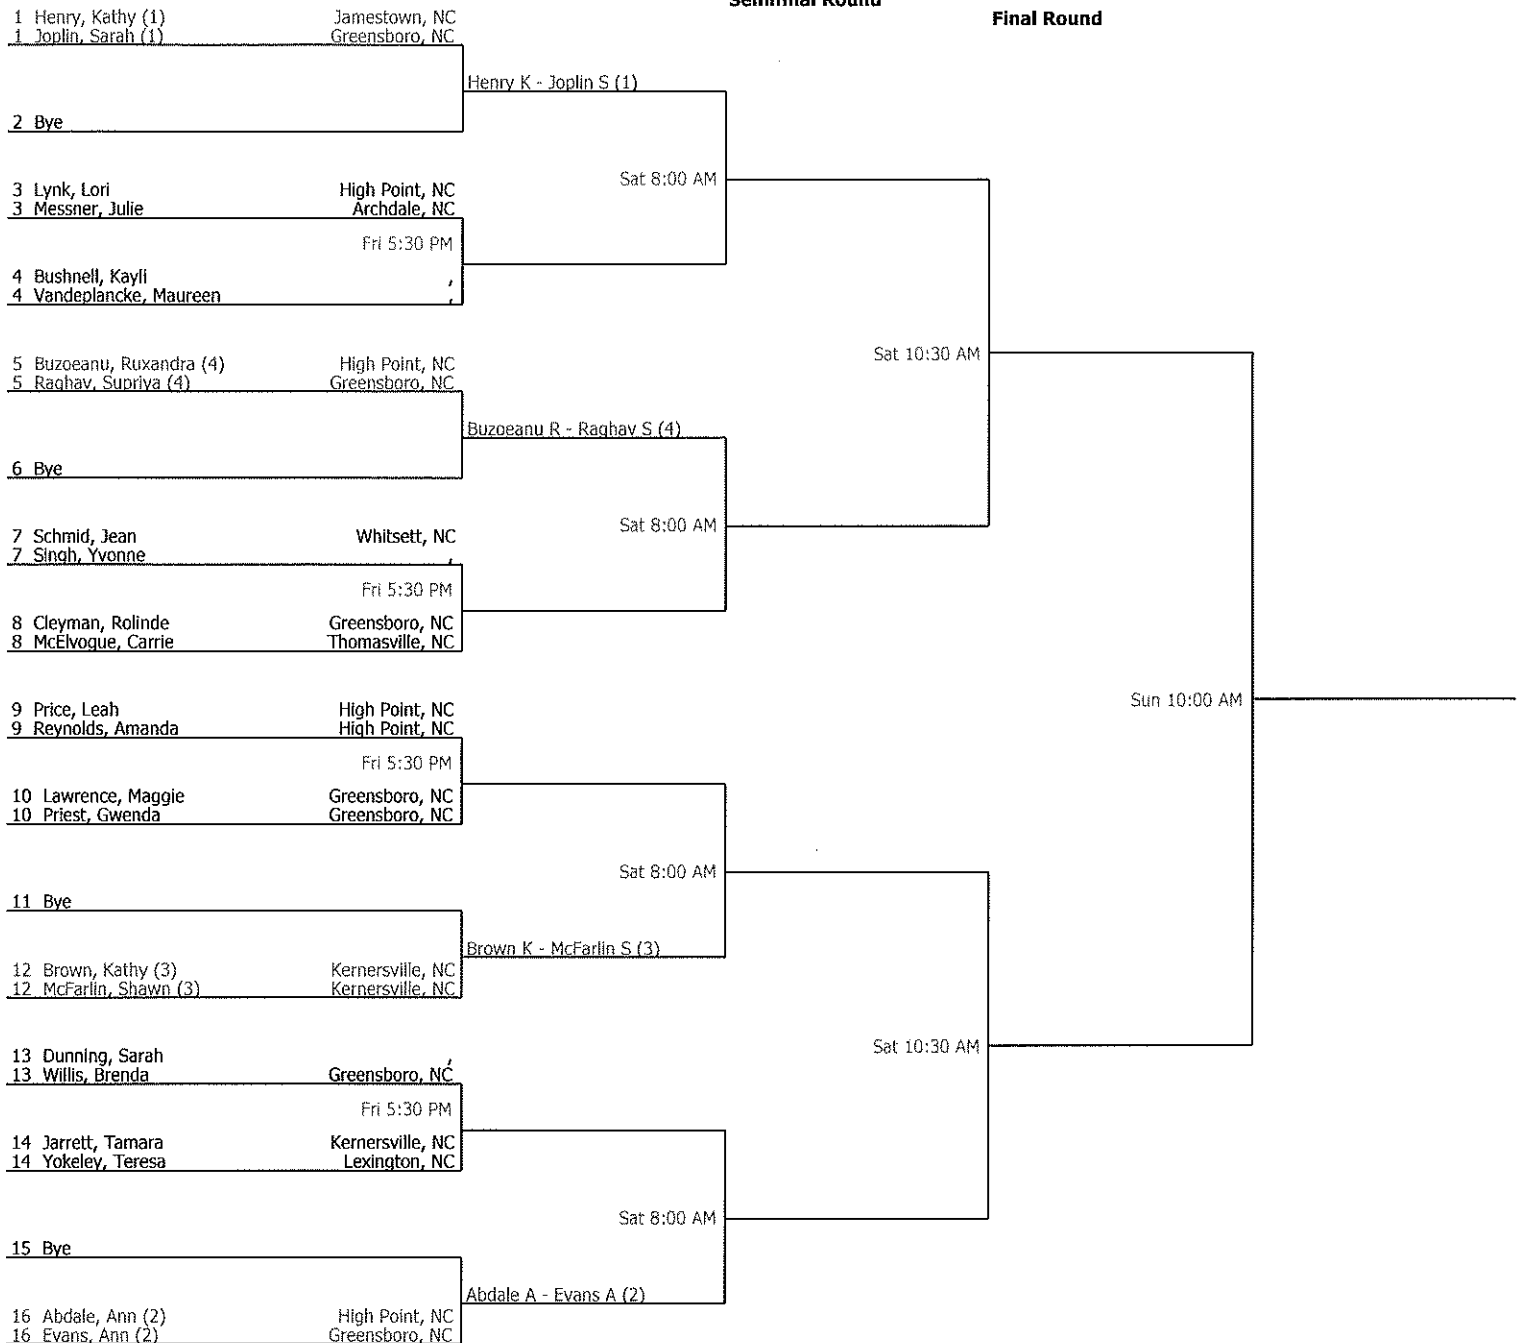 Semifinal Round
Final Round
1 Henry, Kathy (1) Jamestown, NC
1 Joplin, Sarah (1) Greensboro, NC
Henry K - Joplin S (1)
2 Bye
Sat 8:00 AM
3 Lynk, Lori High Point, NC
3 Messner, Julie Archdale, NC
Fri 5:30 PM
4 Bushnell, Kayli ,
4 Vandeplancke, Maureen ,
Sat 10:30 AM
5 Buzoeanu, Ruxandra (4) High Point, NC
5 Raghav, Supriya (4) Greensboro, NC
Buzoeanu R - Raghav S (4)
6 Bye
Sat 8:00 AM
7 Schmid, Jean Whitsett, NC
7 Singh, Yvonne ,
Fri 5:30 PM
8 Cleyman, Rolinde Greensboro, NC
8 McElvogue, Carrie Thomasville, NC
Sun 10:00 AM
9 Price, Leah High Point, NC
9 Reynolds, Amanda High Point, NC
Fri 5:30 PM
10 Lawrence, Maggie Greensboro, NC
10 Priest, Gwenda Greensboro, NC
Sat 8:00 AM
11 Bye
Brown K - McFarlin S (3)
12 Brown, Kathy (3) Kernersville, NC
12 McFarlin, Shawn (3) Kernersville, NC
Sat 10:30 AM
13 Dunning, Sarah ,
13 Willis, Brenda Greensboro, NC
Fri 5:30 PM
14 Jarrett, Tamara Kernersville, NC
14 Yokeley, Teresa Lexington, NC
Sat 8:00 AM
15 Bye
Abdale A - Evans A (2)
16 Abdale, Ann (2) High Point, NC
16 Evans, Ann (2) Greensboro, NC